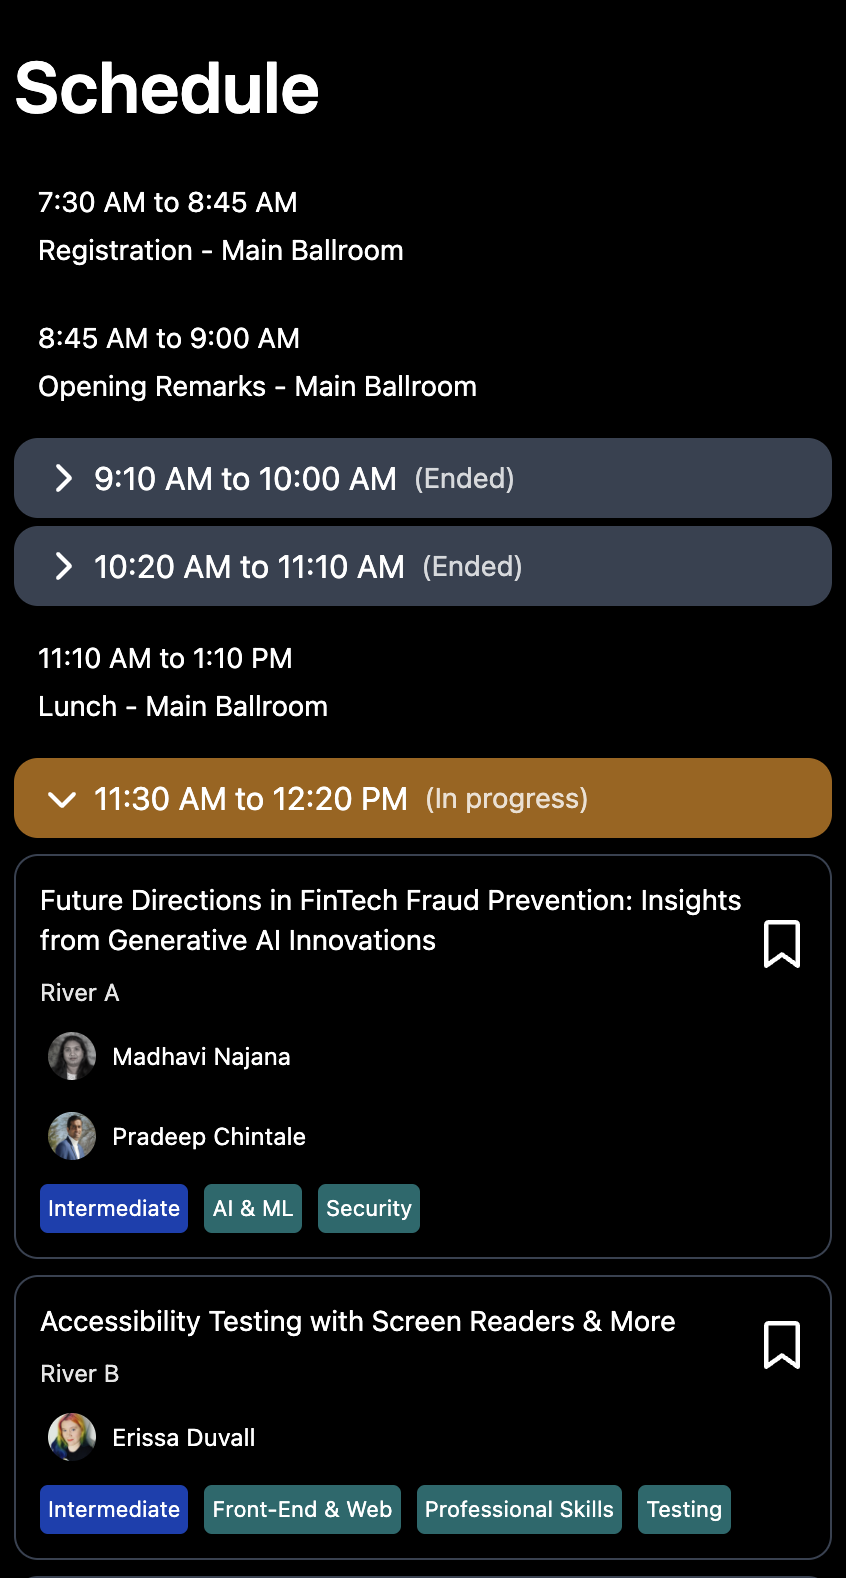 Schedule
7:30 AM to 8:45 AM
Registration - Main Ballroom
8:45 AM to 9:00 AM
Opening Remarks - Main Ballroom
9:10 AM to 10:00 AM (Ended)
10:20 AM to 11:10 AM (Ended)
11:10 AM to 1:10 PM
Lunch - Main Ballroom
11:30 AM to 12:20 PM (In progress)
Future Directions in FinTech Fraud Prevention: Insights
from Generative AI Innovations
River A
Madhavi Najana
Pradeep Chintale
Intermediate AI & ML Security
Accessibility Testing with Screen Readers & More
River B
Erissa Duvall
Intermediate Front-End & Web Professional Skills Testing